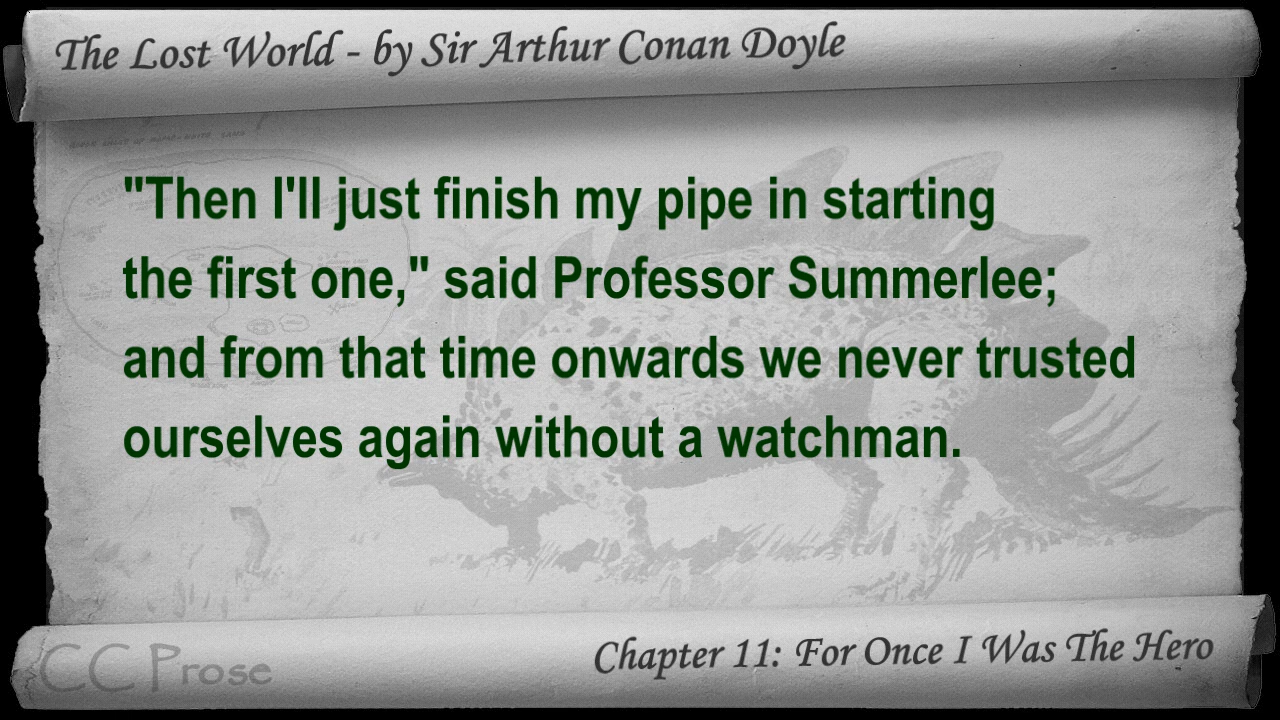 The Lost World - by Sir Arthur Conan Doyle
"Then I'll just finish my pipe in starting
the first one," said Professor Summerlee;
and from that time onwards we never trusted
ourselves again without a watchman.
CC Prose
Chapter 11: For Once I Was The Hero